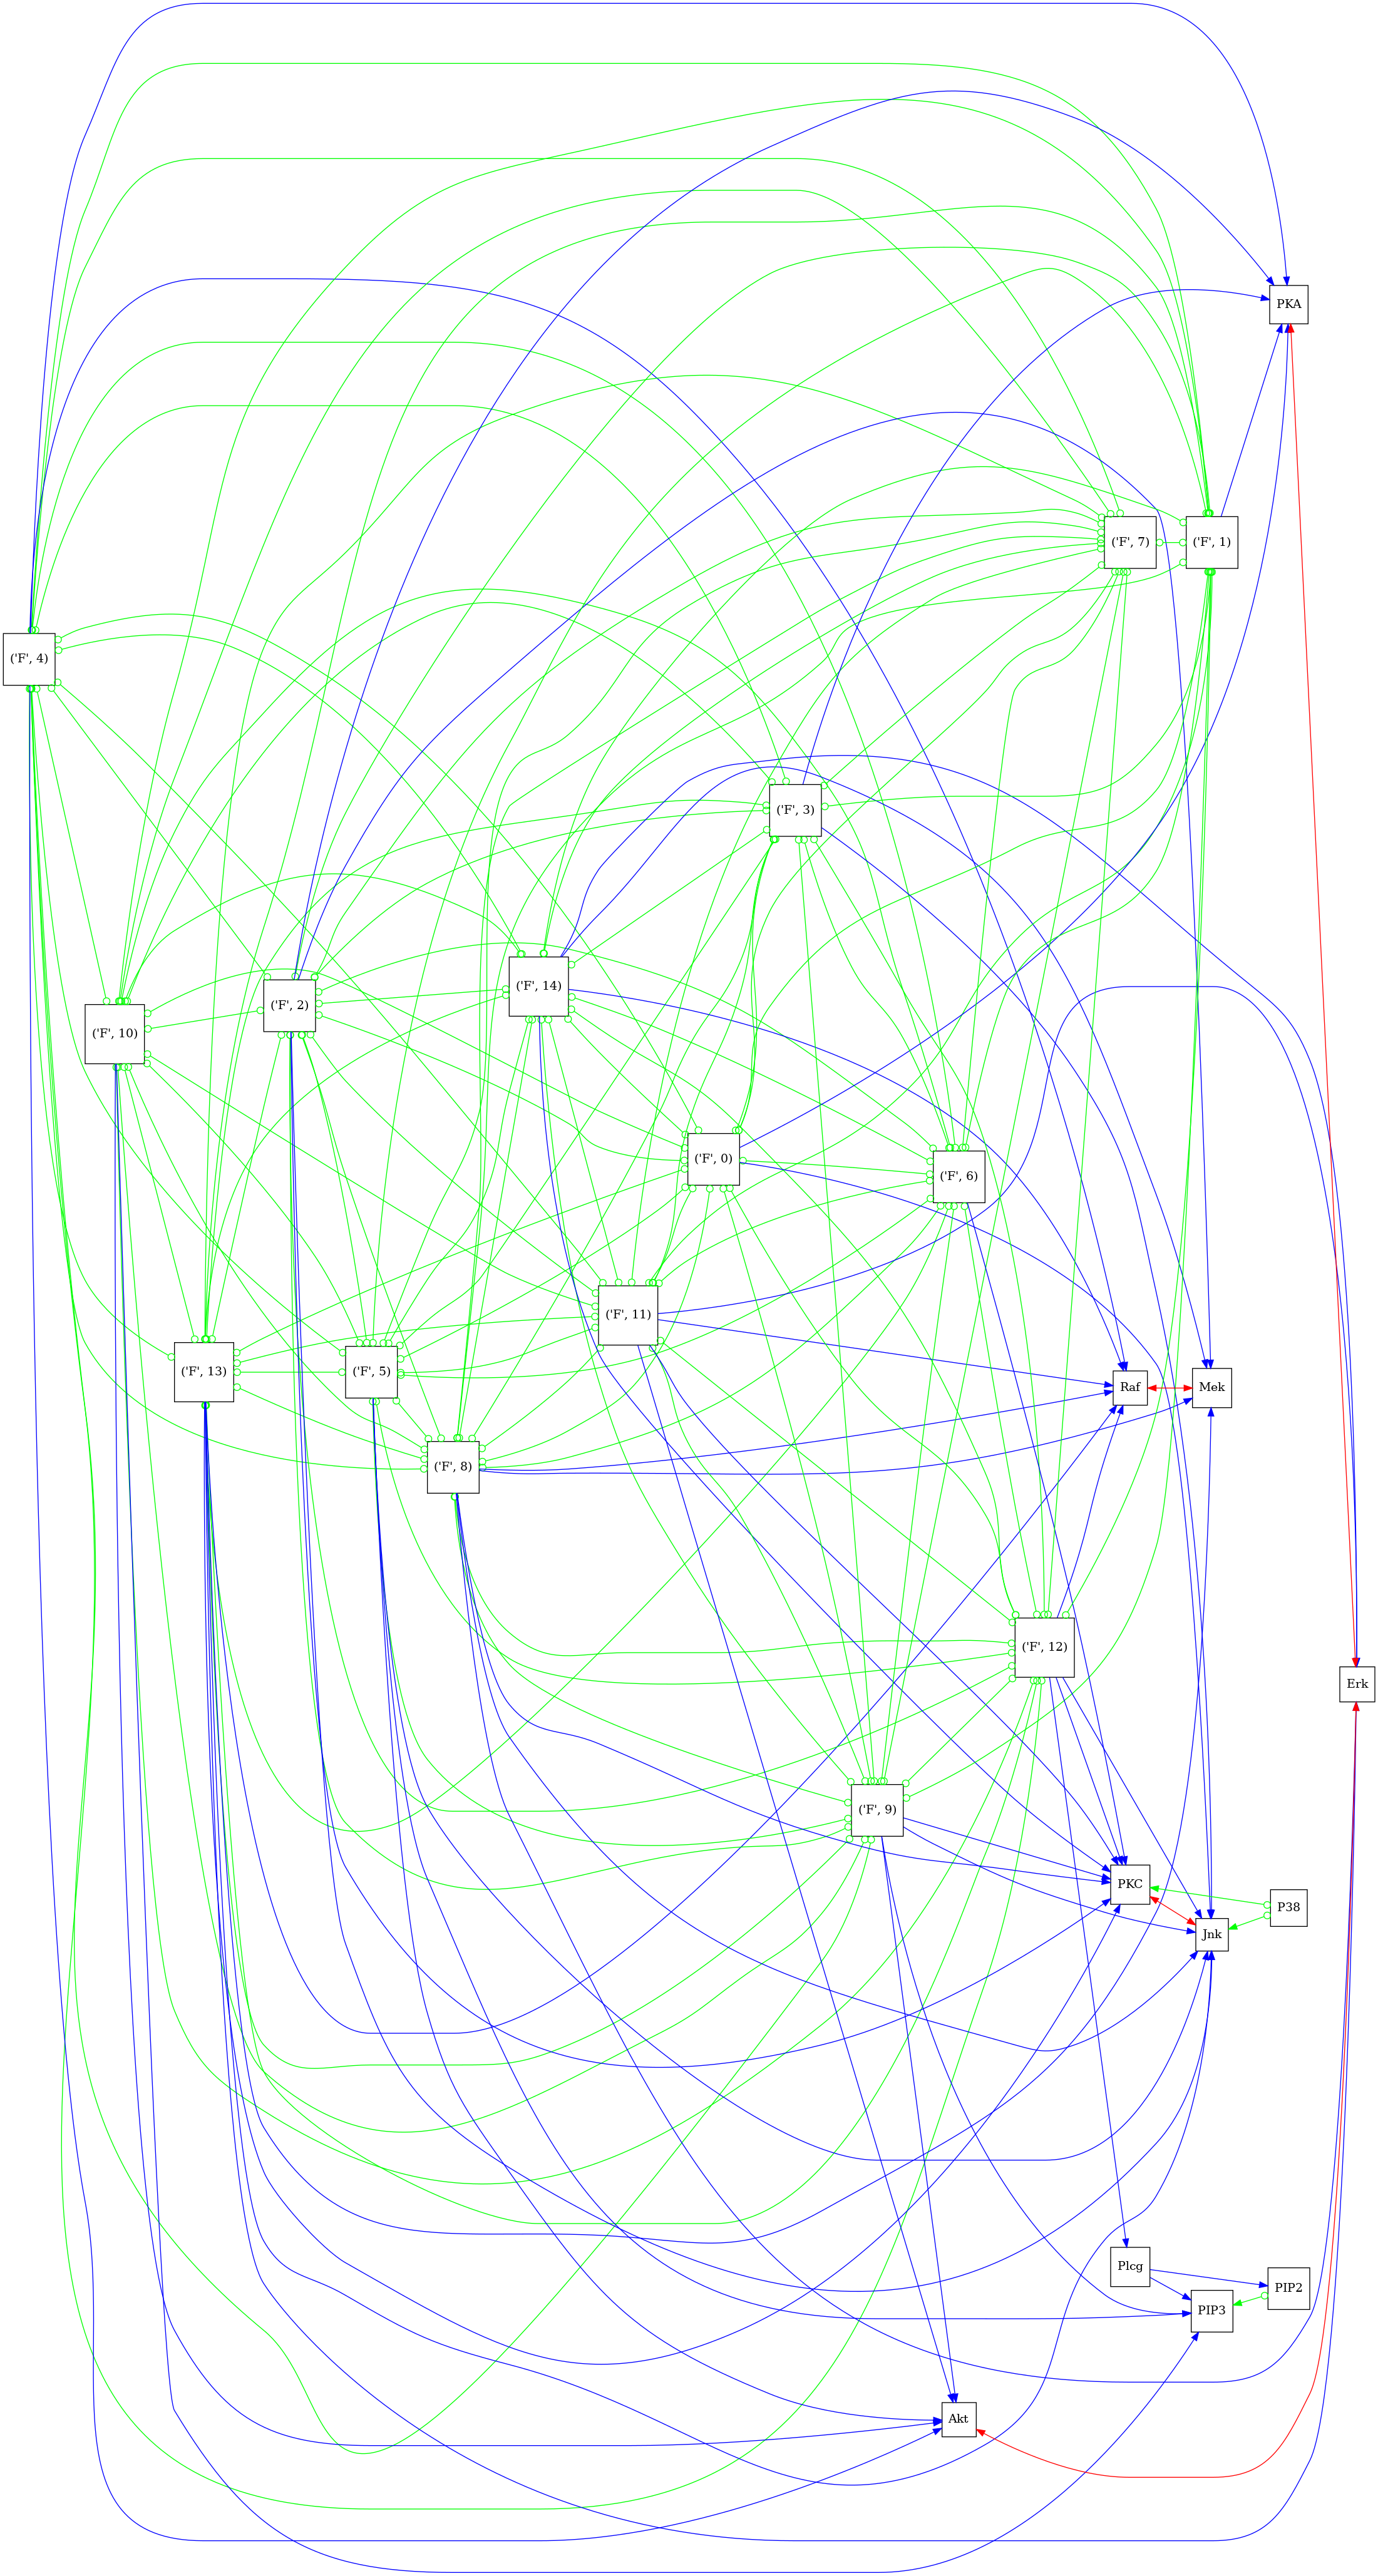 PKA
('F', 7)
('F', 1)
('F', 4)
('F', 3)
('F', 14)
('F', 2)
('F', 10)
('F', 0)
('F', 6)
('F', 11)
('F', 13)
('F', 5)
Raf
Mek
('F', 8)
('F', 12)
Erk
('F', 9)
PKC
P38
Jnk
Plcg
PIP2
PIP3
Akt